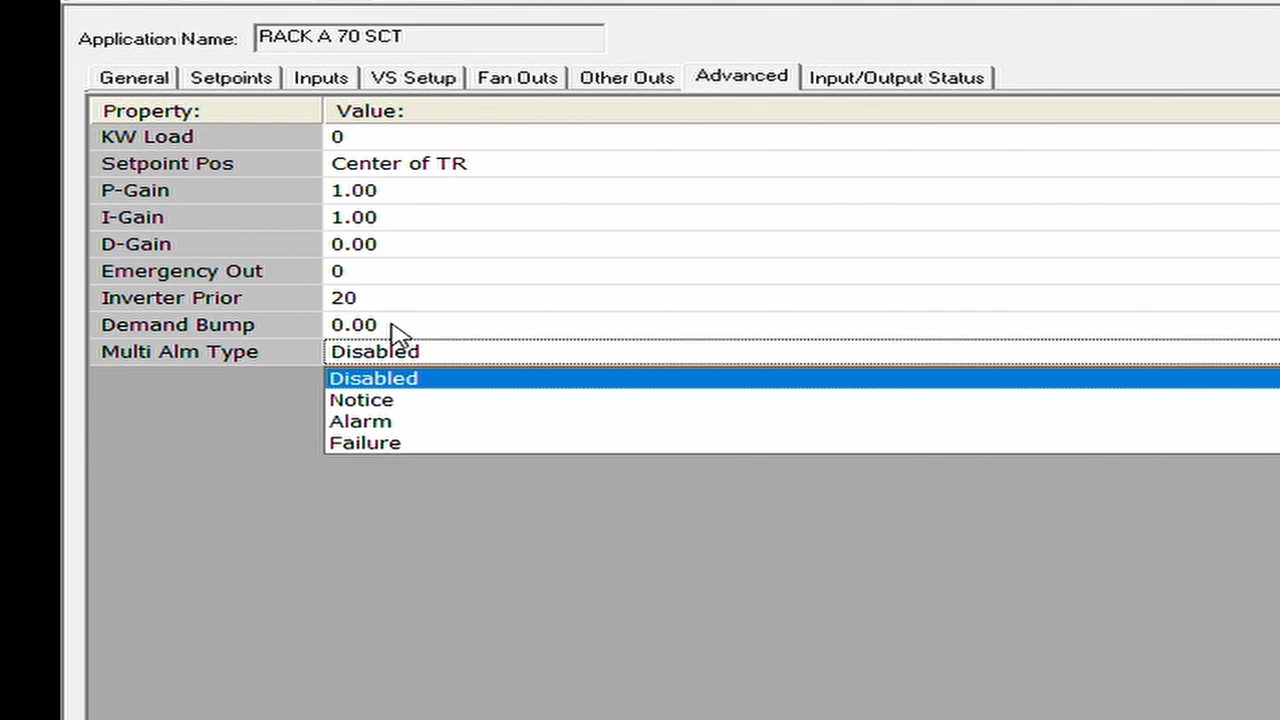 Application Name: RACK A 70 SCT
General Setpoints Inputs VS Setup Fan Outs Other Outs Advanced Input/Output Status
Property: Value:
KW Load 0
Setpoint Pos Center of TR
P-Gain 1.00
I-Gain 1.00
D-Gain 0.00
Emergency Out 0
Inverter Prior 20
Demand Bump 0.00
Multi Alm Type Disabled
Disabled
Notice
Alarm
Failure